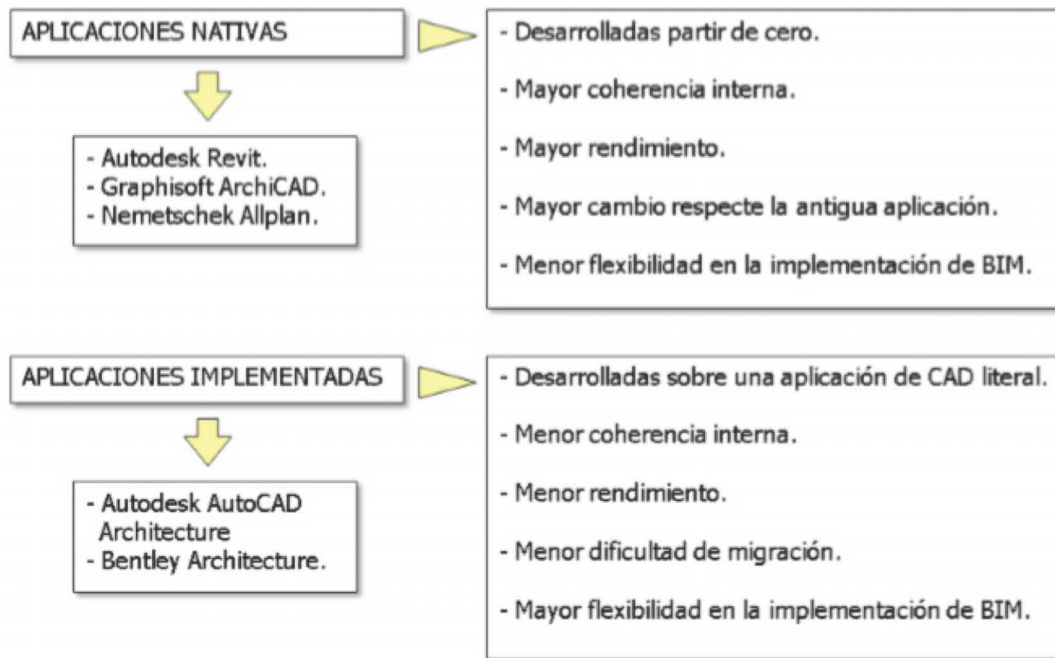 APLICACIONES NATIVAS
- Desarrolladas partir de cero.
- Mayor coherencia interna.
- Mayor rendimiento.
- Mayor cambio respecte la antigua aplicación.
- Menor flexibilidad en la implementación de BIM.
- Autodesk Revit.
- Graphisoft ArchiCAD.
- Nemetschek Allplan.
APLICACIONES IMPLEMENTADAS
- Desarrolladas sobre una aplicación de CAD literal.
- Menor coherencia interna.
- Menor rendimiento.
- Menor dificultad de migración.
- Mayor flexibilidad en la implementación de BIM.
- Autodesk AutoCAD
Architecture
- Bentley Architecture.